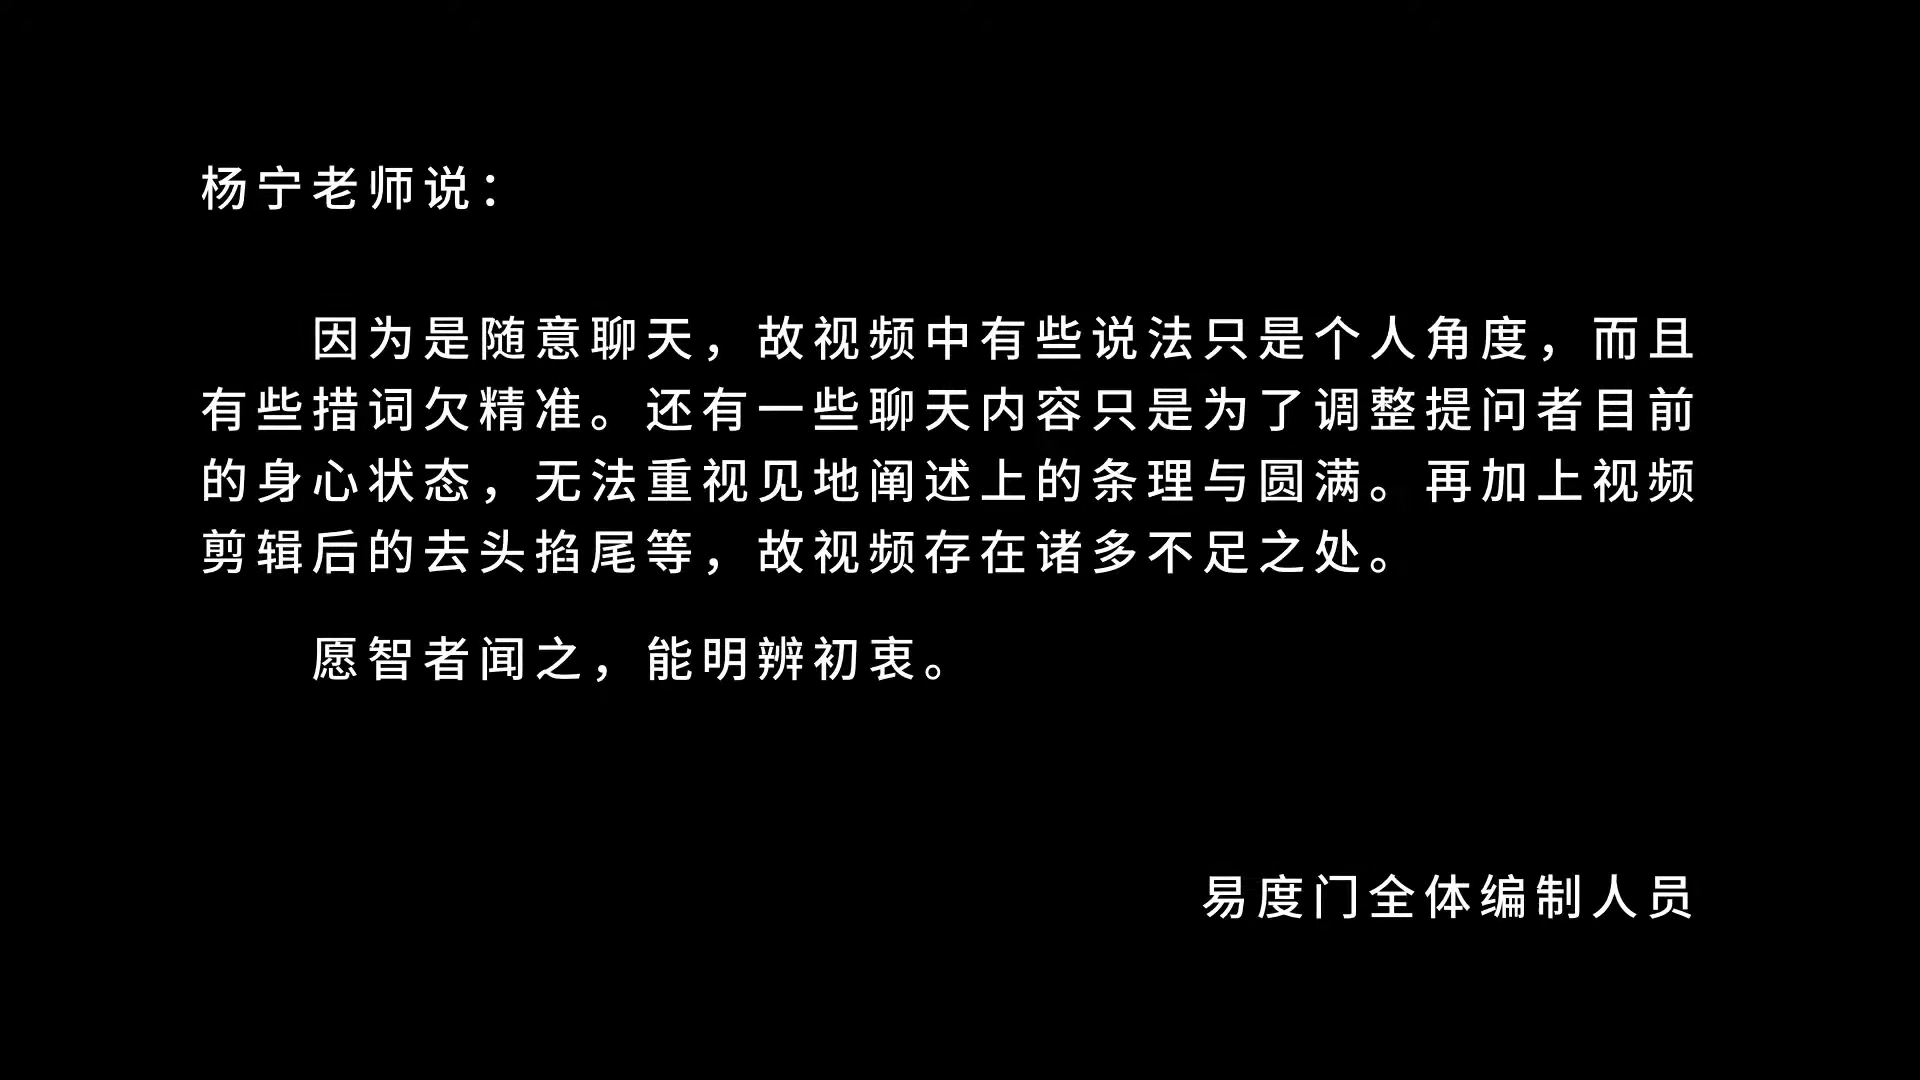 杨宁老师说：
因为是随意聊天，故视频中有些说法只是个人角度，而且
有些措词欠精准。还有一些聊天内容只是为了调整提问者目前
的身心状态，无法重视见地阐述上的条理与圆满。再加上视频
剪辑后的去头掐尾等，故视频存在诸多不足之处。
愿智者闻之，能明辨初衷。
易度门全体编制人员